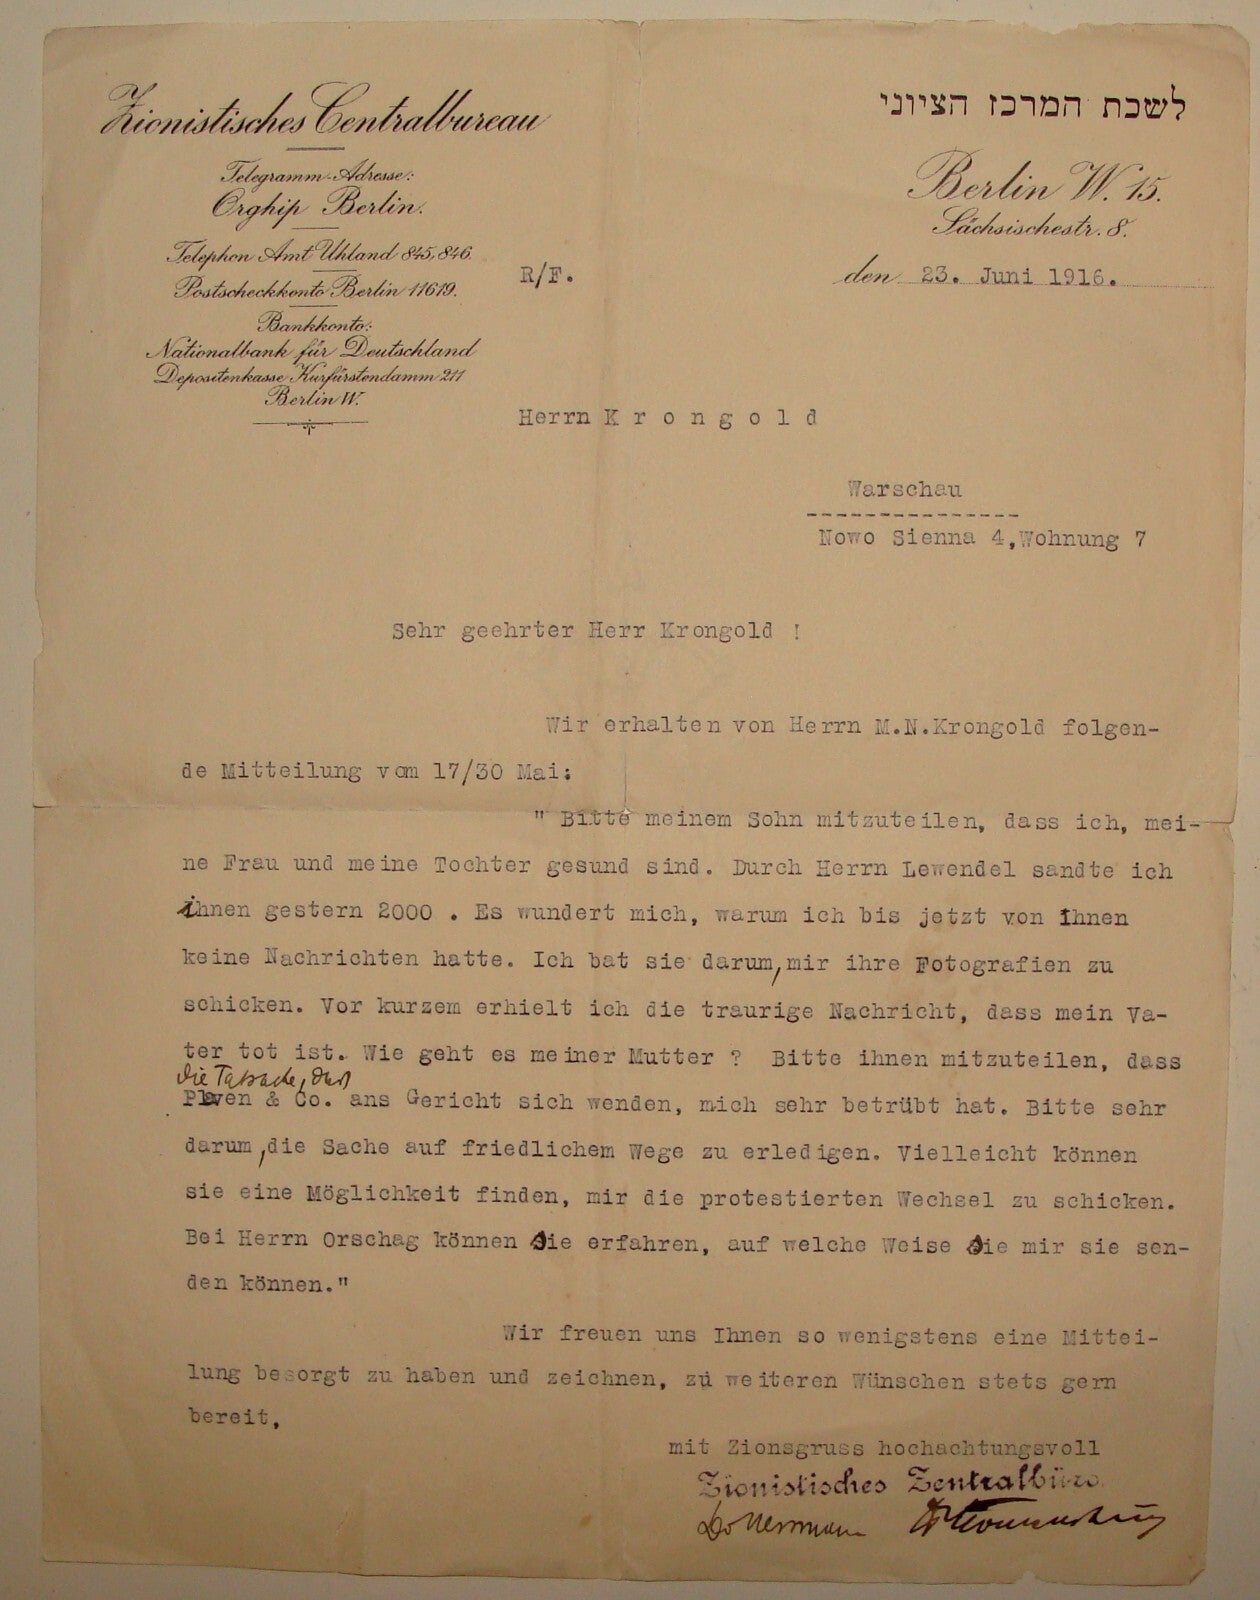 Zionistisches Centralbureau
Telegramm-Adresse:
Orghip Berlin.
Telephon Amt Uhland 845, 846.
Postscheckkonto Berlin 11619.
Bankkonto:
Nationalbank für Deutschland
Depositenkasse Kurfürstendamm 211
Berlin W.
לשכת המרכז הציוני
Berlin W. 15.
Sächsischestr. 8.
R/F.
den 23. Juni 1916.
Herrn Krongold
Warschau
Nowo Sienna 4, Wohnung 7
Sehr geehrter Herr Krongold !
Wir erhalten von Herrn M.N.Krongold folgen-
de Mitteilung vom 17/30 Mai:
" Bitte meinem Sohn mitzuteilen, dass ich, mei-
ne Frau und meine Tochter gesund sind. Durch Herrn Lewendel sandte ich
ihnen gestern 2000 . Es wundert mich, warum ich bis jetzt von ihnen
keine Nachrichten hatte. Ich bat sie darum, mir ihre Fotografien zu
schicken. Vor kurzem erhielt ich die traurige Nachricht, dass mein Va-
ter tot ist. Wie geht es meiner Mutter ? Bitte ihnen mitzuteilen, dass
die Tatsache, dass
& Co. ans Gericht sich wenden, mich sehr betrübt hat. Bitte sehr
darum, die Sache auf friedlichem Wege zu erledigen. Vielleicht können
sie eine Möglichkeit finden, mir die protestierten Wechsel zu schicken.
Bei Herrn Orschag können Sie erfahren, auf welche Weise Sie mir sie sen-
den können."
Wir freuen uns Ihnen so wenigstens eine Mittei-
lung besorgt zu haben und zeichnen, zu weiteren Wünschen stets gern
bereit,
mit Zionsgruss hochachtungsvoll
Zionistisches Zentralbüro.
Leo Herrmann